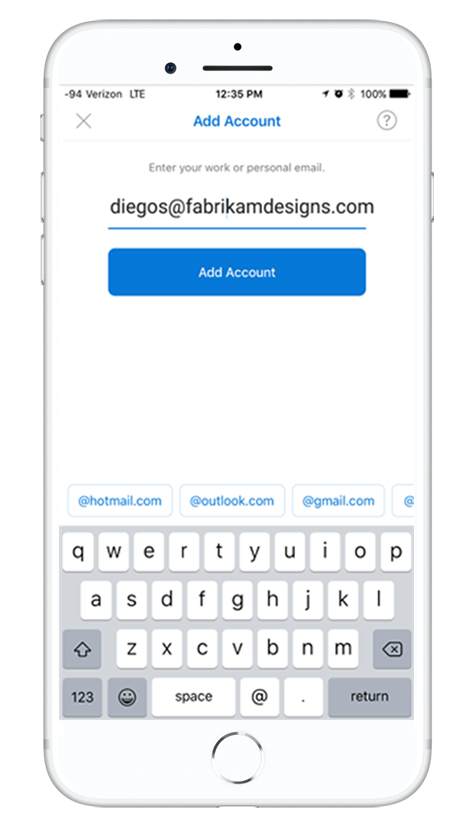 -94 Verizon LTE 12:35 PM 100%
Add Account ?
Enter your work or personal email.
diegos@fabrikamdesigns.com
Add Account
@hotmail.com @outlook.com @gmail.com @
q w e r t y u i o p
a s d f g h j k l
z x c v b n m
123 space @ . return